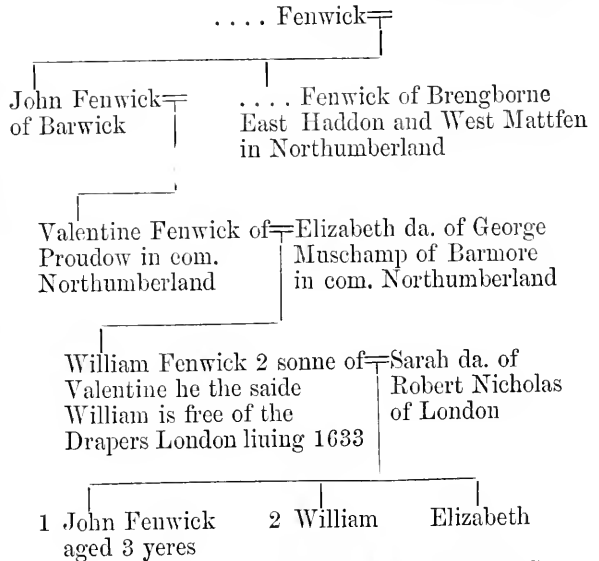 .... Fenwick
John Fenwick
of Barwick
.... Fenwick of Brengborne
East Haddon and West Mattfen
in Northumberland
Valentine Fenwick of
Proudow in com.
Northumberland
Elizabeth da. of George
Muschamp of Barmore
in com. Northumberland
William Fenwick 2 sonne of
Valentine he the saide
William is free of the
Drapers London liuing 1633
Sarah da. of
Robert Nicholas
of London
1 John Fenwick
aged 3 yeres
2 William
Elizabeth